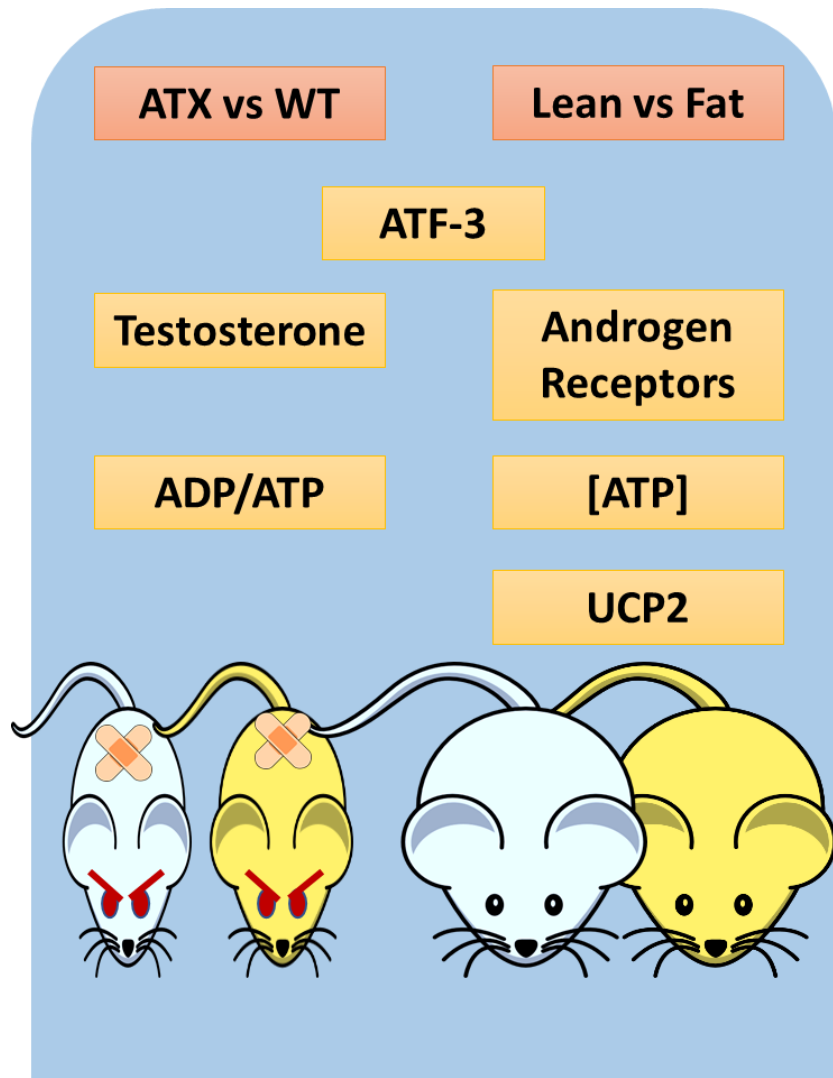 ATX vs WT
Lean vs Fat
ATF-3
Testosterone
Androgen
Receptors
ADP/ATP
[ATP]
UCP2